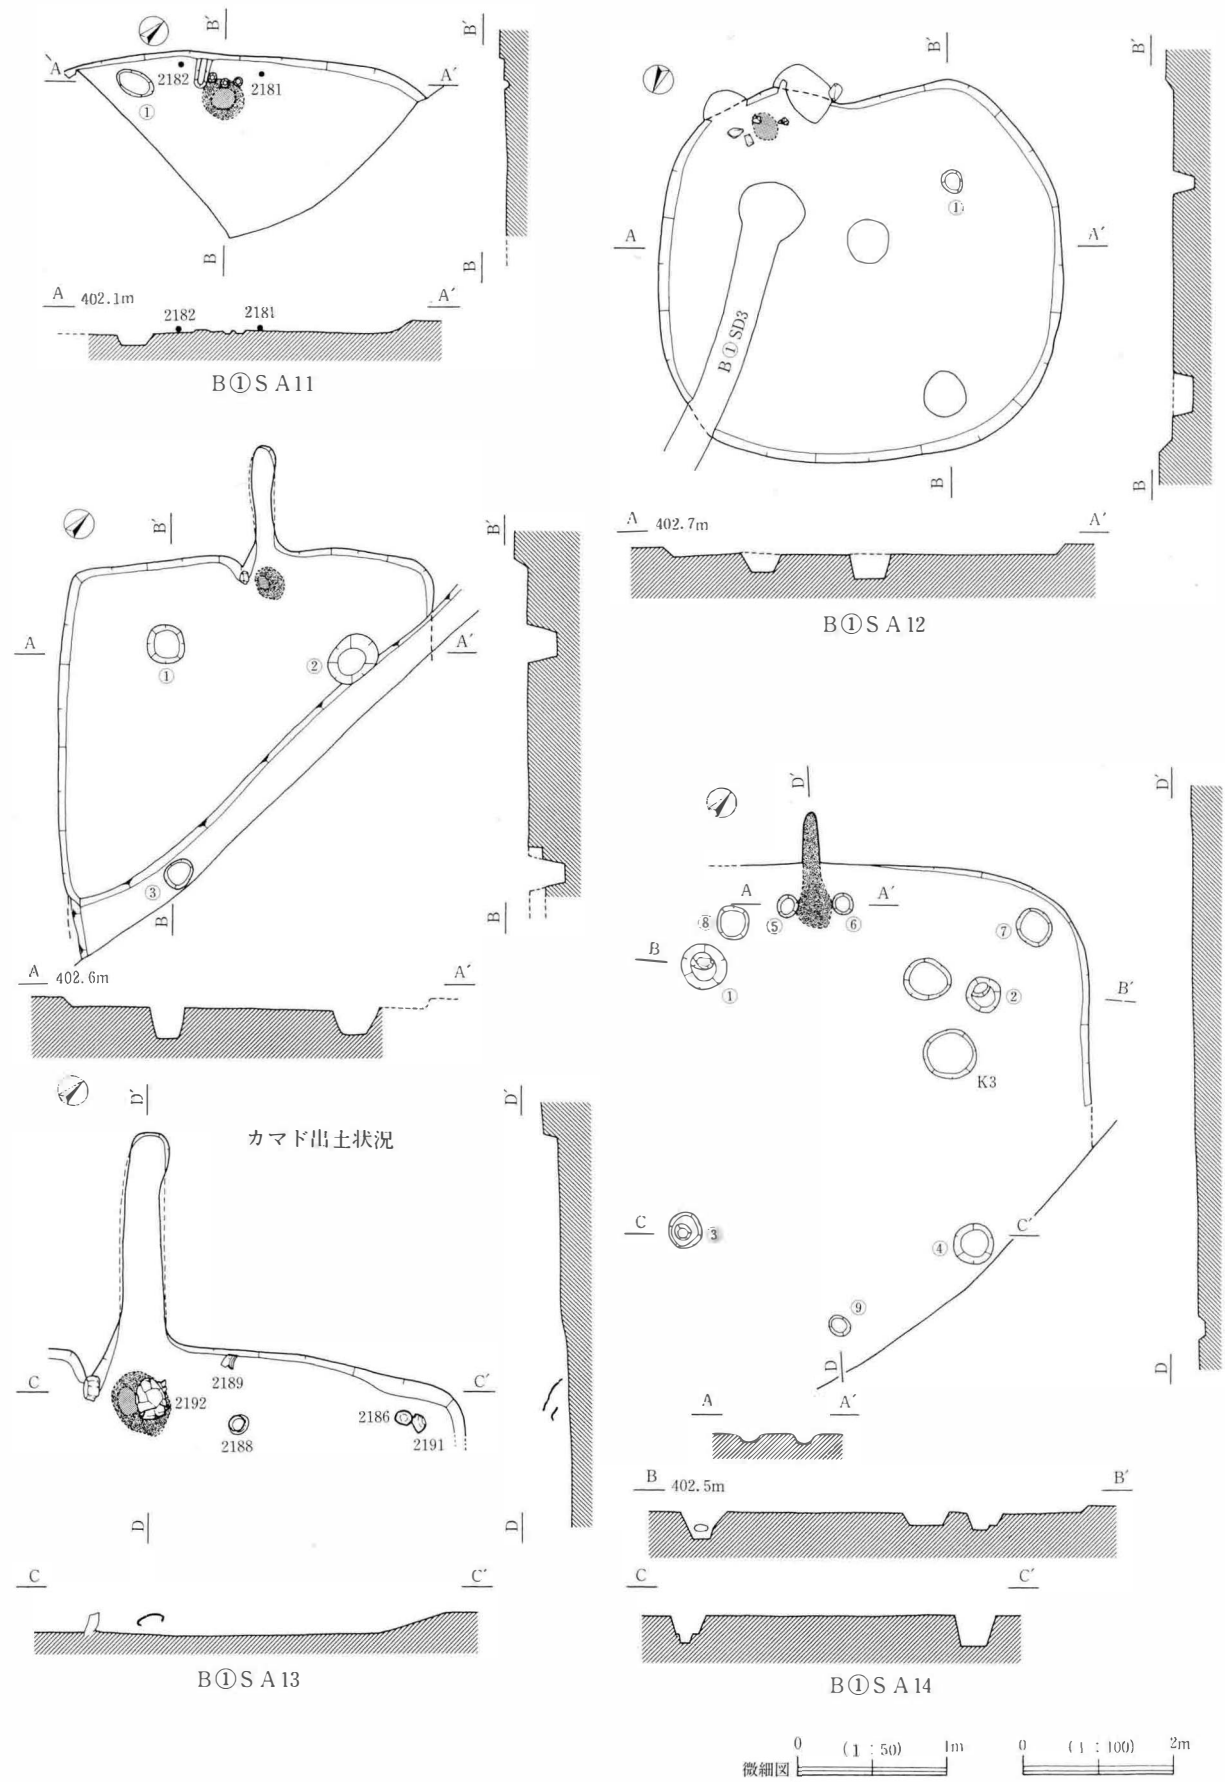 B′
A
2182
2181
A′
①
B
B′
B
A 402.1m
2182
2181
A′
B①SA11
B′
①
A
A′
B①SD3
B
B′
B
A 402.7m
A′
B①SA12
B′
A
①
②
A′
③
B
B′
B
A 402.6m
A′
D′
カマド出土状況
C
2189
2192
2188
2186
2191
C′
D
D′
D
C
C′
B①SA13
D′
A
A′
⑧
⑤
⑥
⑦
B
①
②
B′
K3
C
③
④
C′
⑨
D
D′
D
A
A′
B 402.5m
B′
C
C′
B①SA14
微細図
0 (1:50) 1m
0 (1:100) 2m